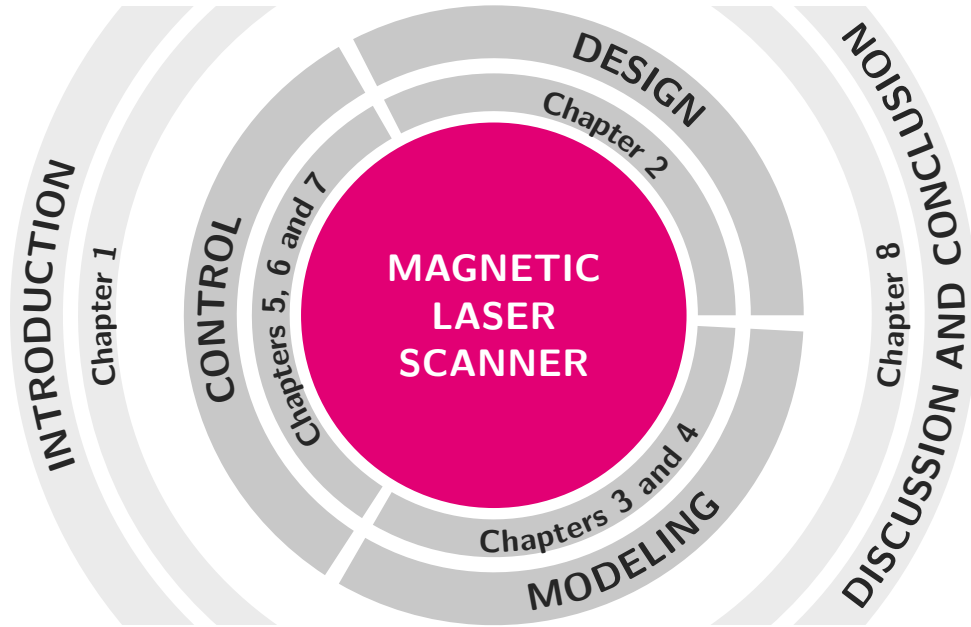 INTRODUCTION
Chapter 1
CONTROL
Chapters 5, 6 and 7
DESIGN
Chapter 2
MAGNETIC
LASER
SCANNER
Chapters 3 and 4
MODELING
Chapter 8
DISCUSSION AND CONCLUSION